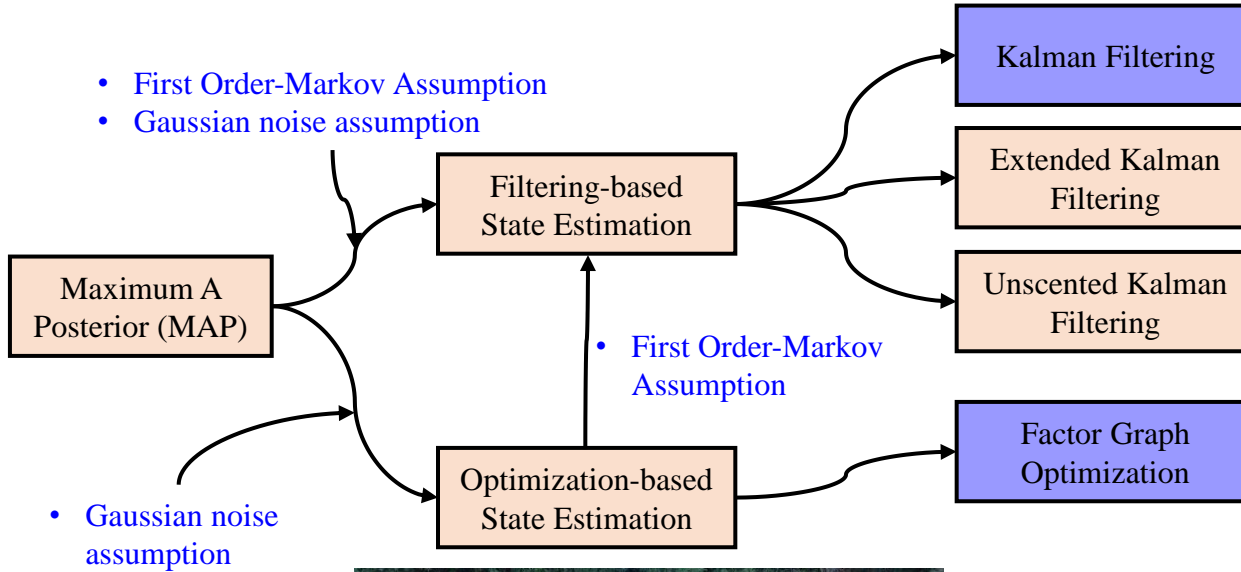 Kalman Filtering
• First Order-Markov Assumption
• Gaussian noise assumption
Extended Kalman
Filtering
Filtering-based
State Estimation
Maximum A
Posterior (MAP)
Unscented Kalman
Filtering
• First Order-Markov
Assumption
Factor Graph
Optimization
Optimization-based
State Estimation
• Gaussian noise
assumption